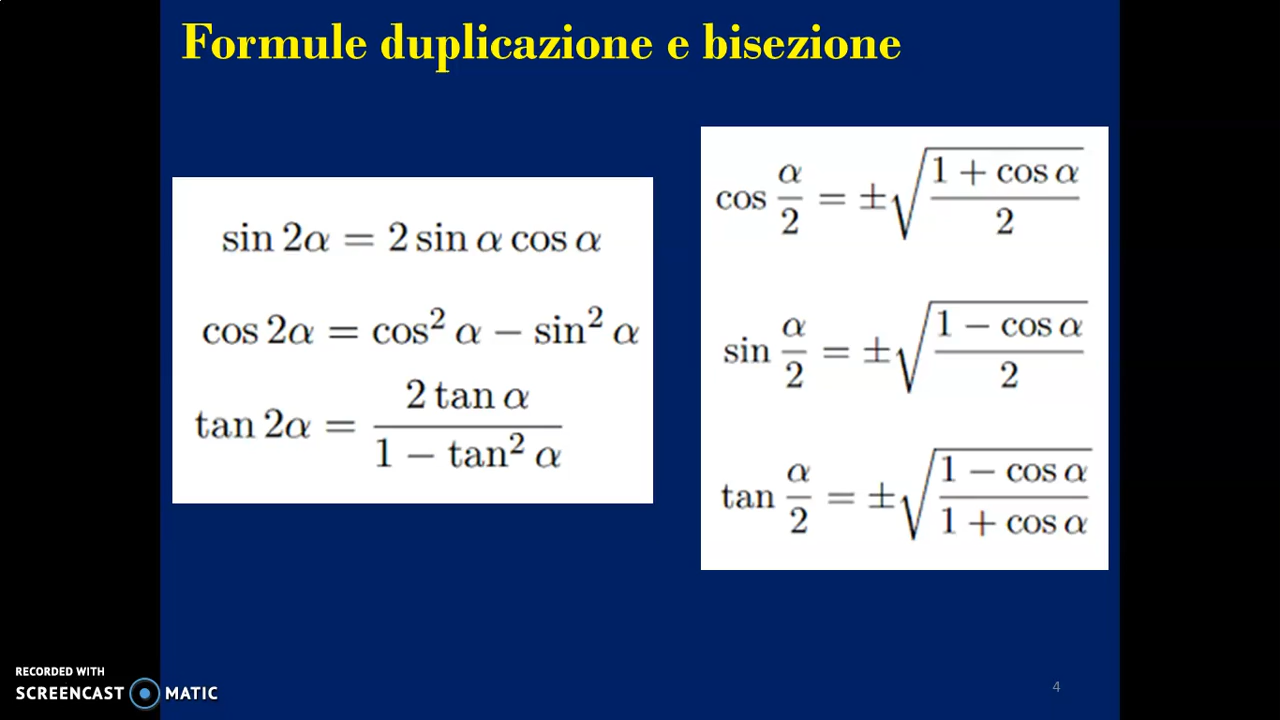 Formule duplicazione e bisezione
sin 2α = 2 sin α cos α
cos 2α = cos² α − sin² α
tan 2α = 2 tan α / 1 − tan² α
cos α/2 = ±√(1 + cos α / 2)
sin α/2 = ±√(1 − cos α / 2)
tan α/2 = ±√(1 − cos α / 1 + cos α)
RECORDED WITH
SCREENCAST MATIC
4